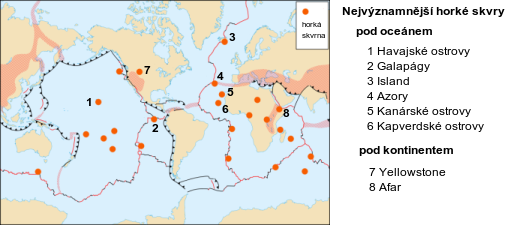 horká
skvrna
3
7
4
5
1
6
8
2
Nejvýznamnější horké skvry
pod oceánem
1 Havajské ostrovy
2 Galapágy
3 Island
4 Azory
5 Kanárské ostrovy
6 Kapverdské ostrovy
pod kontinentem
7 Yellowstone
8 Afar